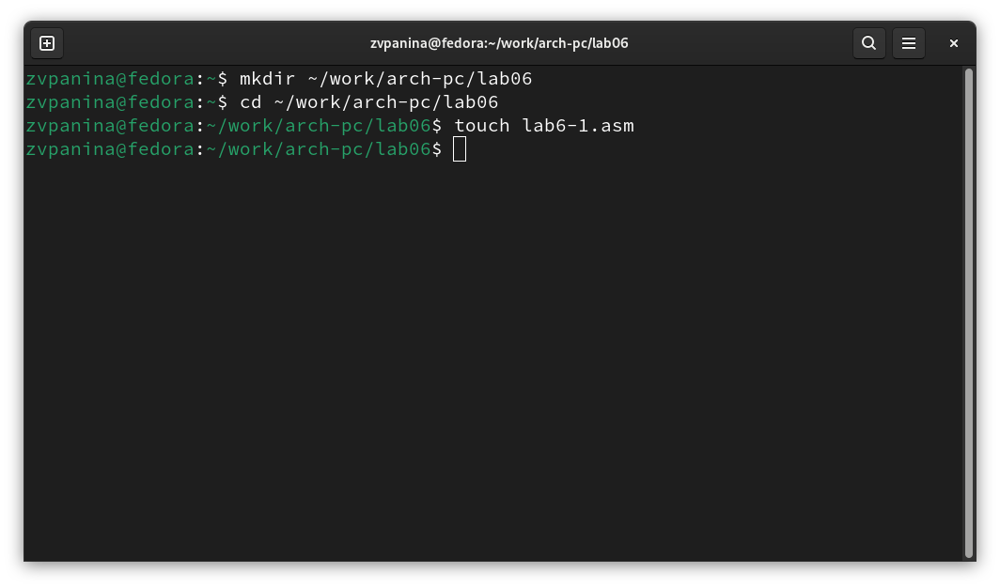 zvpanina@fedora:~/work/arch-pc/lab06
zvpanina@fedora:~$ mkdir ~/work/arch-pc/lab06
zvpanina@fedora:~$ cd ~/work/arch-pc/lab06
zvpanina@fedora:~/work/arch-pc/lab06$ touch lab6-1.asm
zvpanina@fedora:~/work/arch-pc/lab06$